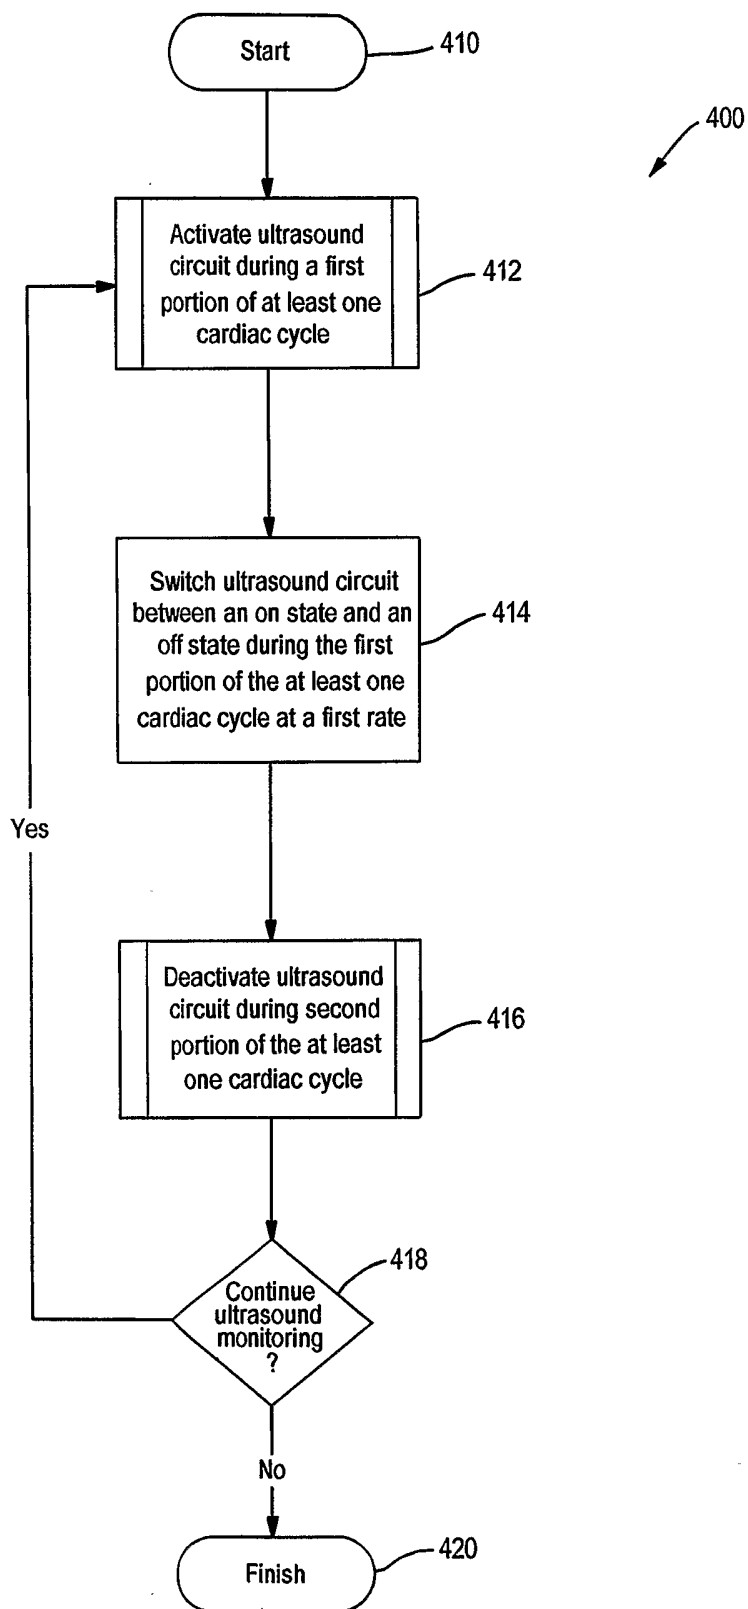 Start
410
400
Activate ultrasound
circuit during a first
portion of at least one
cardiac cycle
412
Switch ultrasound circuit
between an on state and an
off state during the first
portion of the at least one
cardiac cycle at a first rate
414
Yes
Deactivate ultrasound
circuit during second
portion of the at least
one cardiac cycle
416
418
Continue
ultrasound
monitoring
?
No
Finish
420